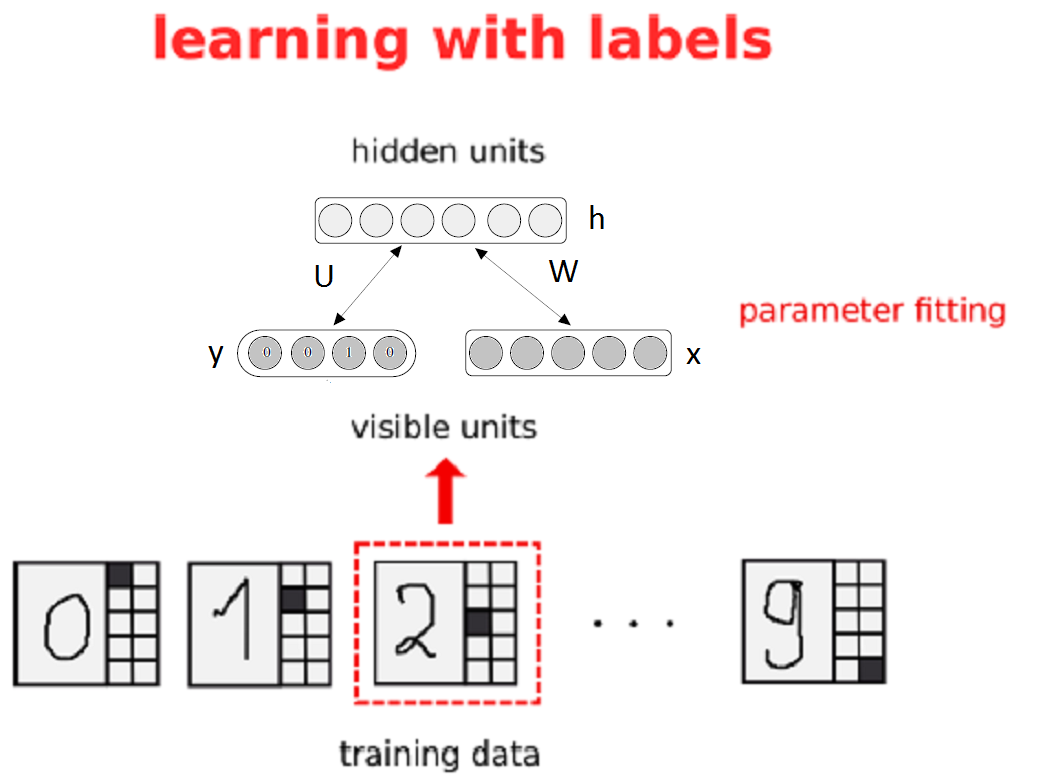 learning with labels
hidden units
h
U
W
parameter fitting
y
0 0 1 0
x
visible units
0
1
2
. . .
9
training data